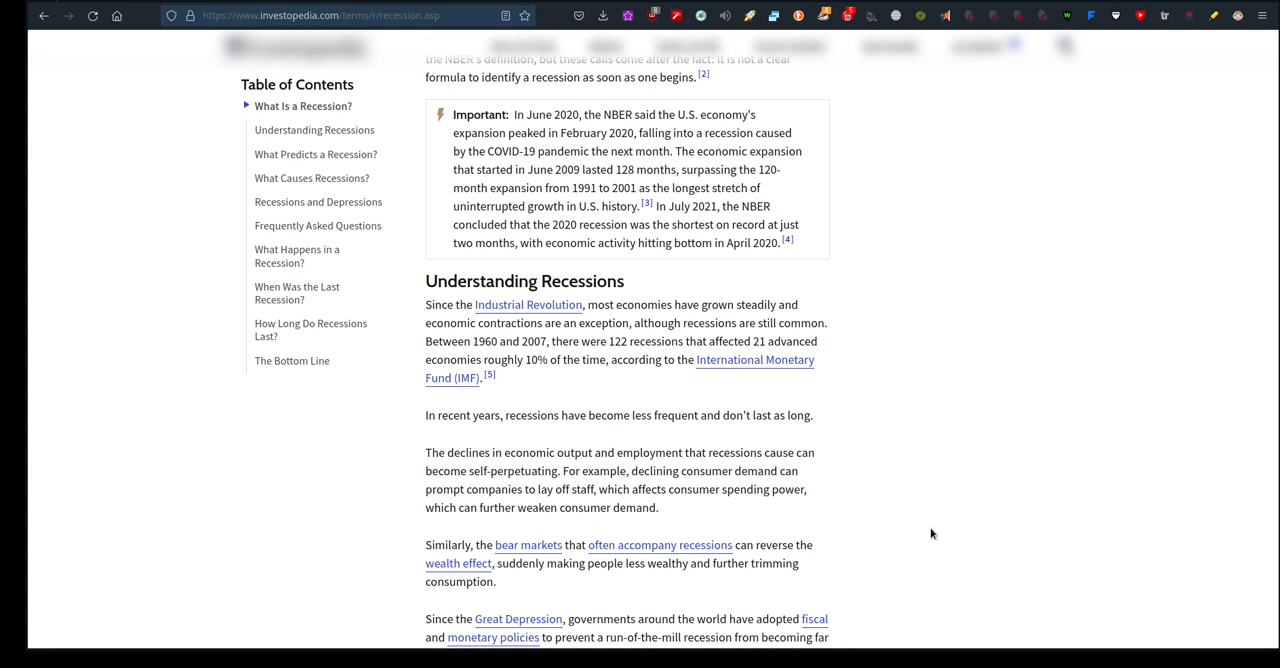 https://www.investopedia.com/terms/r/recession.asp
Table of Contents
What Is a Recession?
Understanding Recessions
What Predicts a Recession?
What Causes Recessions?
Recessions and Depressions
Frequently Asked Questions
What Happens in a
Recession?
When Was the Last
Recession?
How Long Do Recessions
Last?
The Bottom Line
the NBER's definition, but these calls come after the fact: it is not a clear
formula to identify a recession as soon as one begins. [2]
Important: In June 2020, the NBER said the U.S. economy's
expansion peaked in February 2020, falling into a recession caused
by the COVID-19 pandemic the next month. The economic expansion
that started in June 2009 lasted 128 months, surpassing the 120-
month expansion from 1991 to 2001 as the longest stretch of
uninterrupted growth in U.S. history. [3] In July 2021, the NBER
concluded that the 2020 recession was the shortest on record at just
two months, with economic activity hitting bottom in April 2020. [4]
Understanding Recessions
Since the Industrial Revolution, most economies have grown steadily and
economic contractions are an exception, although recessions are still common.
Between 1960 and 2007, there were 122 recessions that affected 21 advanced
economies roughly 10% of the time, according to the International Monetary
Fund (IMF). [5]
In recent years, recessions have become less frequent and don't last as long.
The declines in economic output and employment that recessions cause can
become self-perpetuating. For example, declining consumer demand can
prompt companies to lay off staff, which affects consumer spending power,
which can further weaken consumer demand.
Similarly, the bear markets that often accompany recessions can reverse the
wealth effect, suddenly making people less wealthy and further trimming
consumption.
Since the Great Depression, governments around the world have adopted fiscal
and monetary policies to prevent a run-of-the-mill recession from becoming far